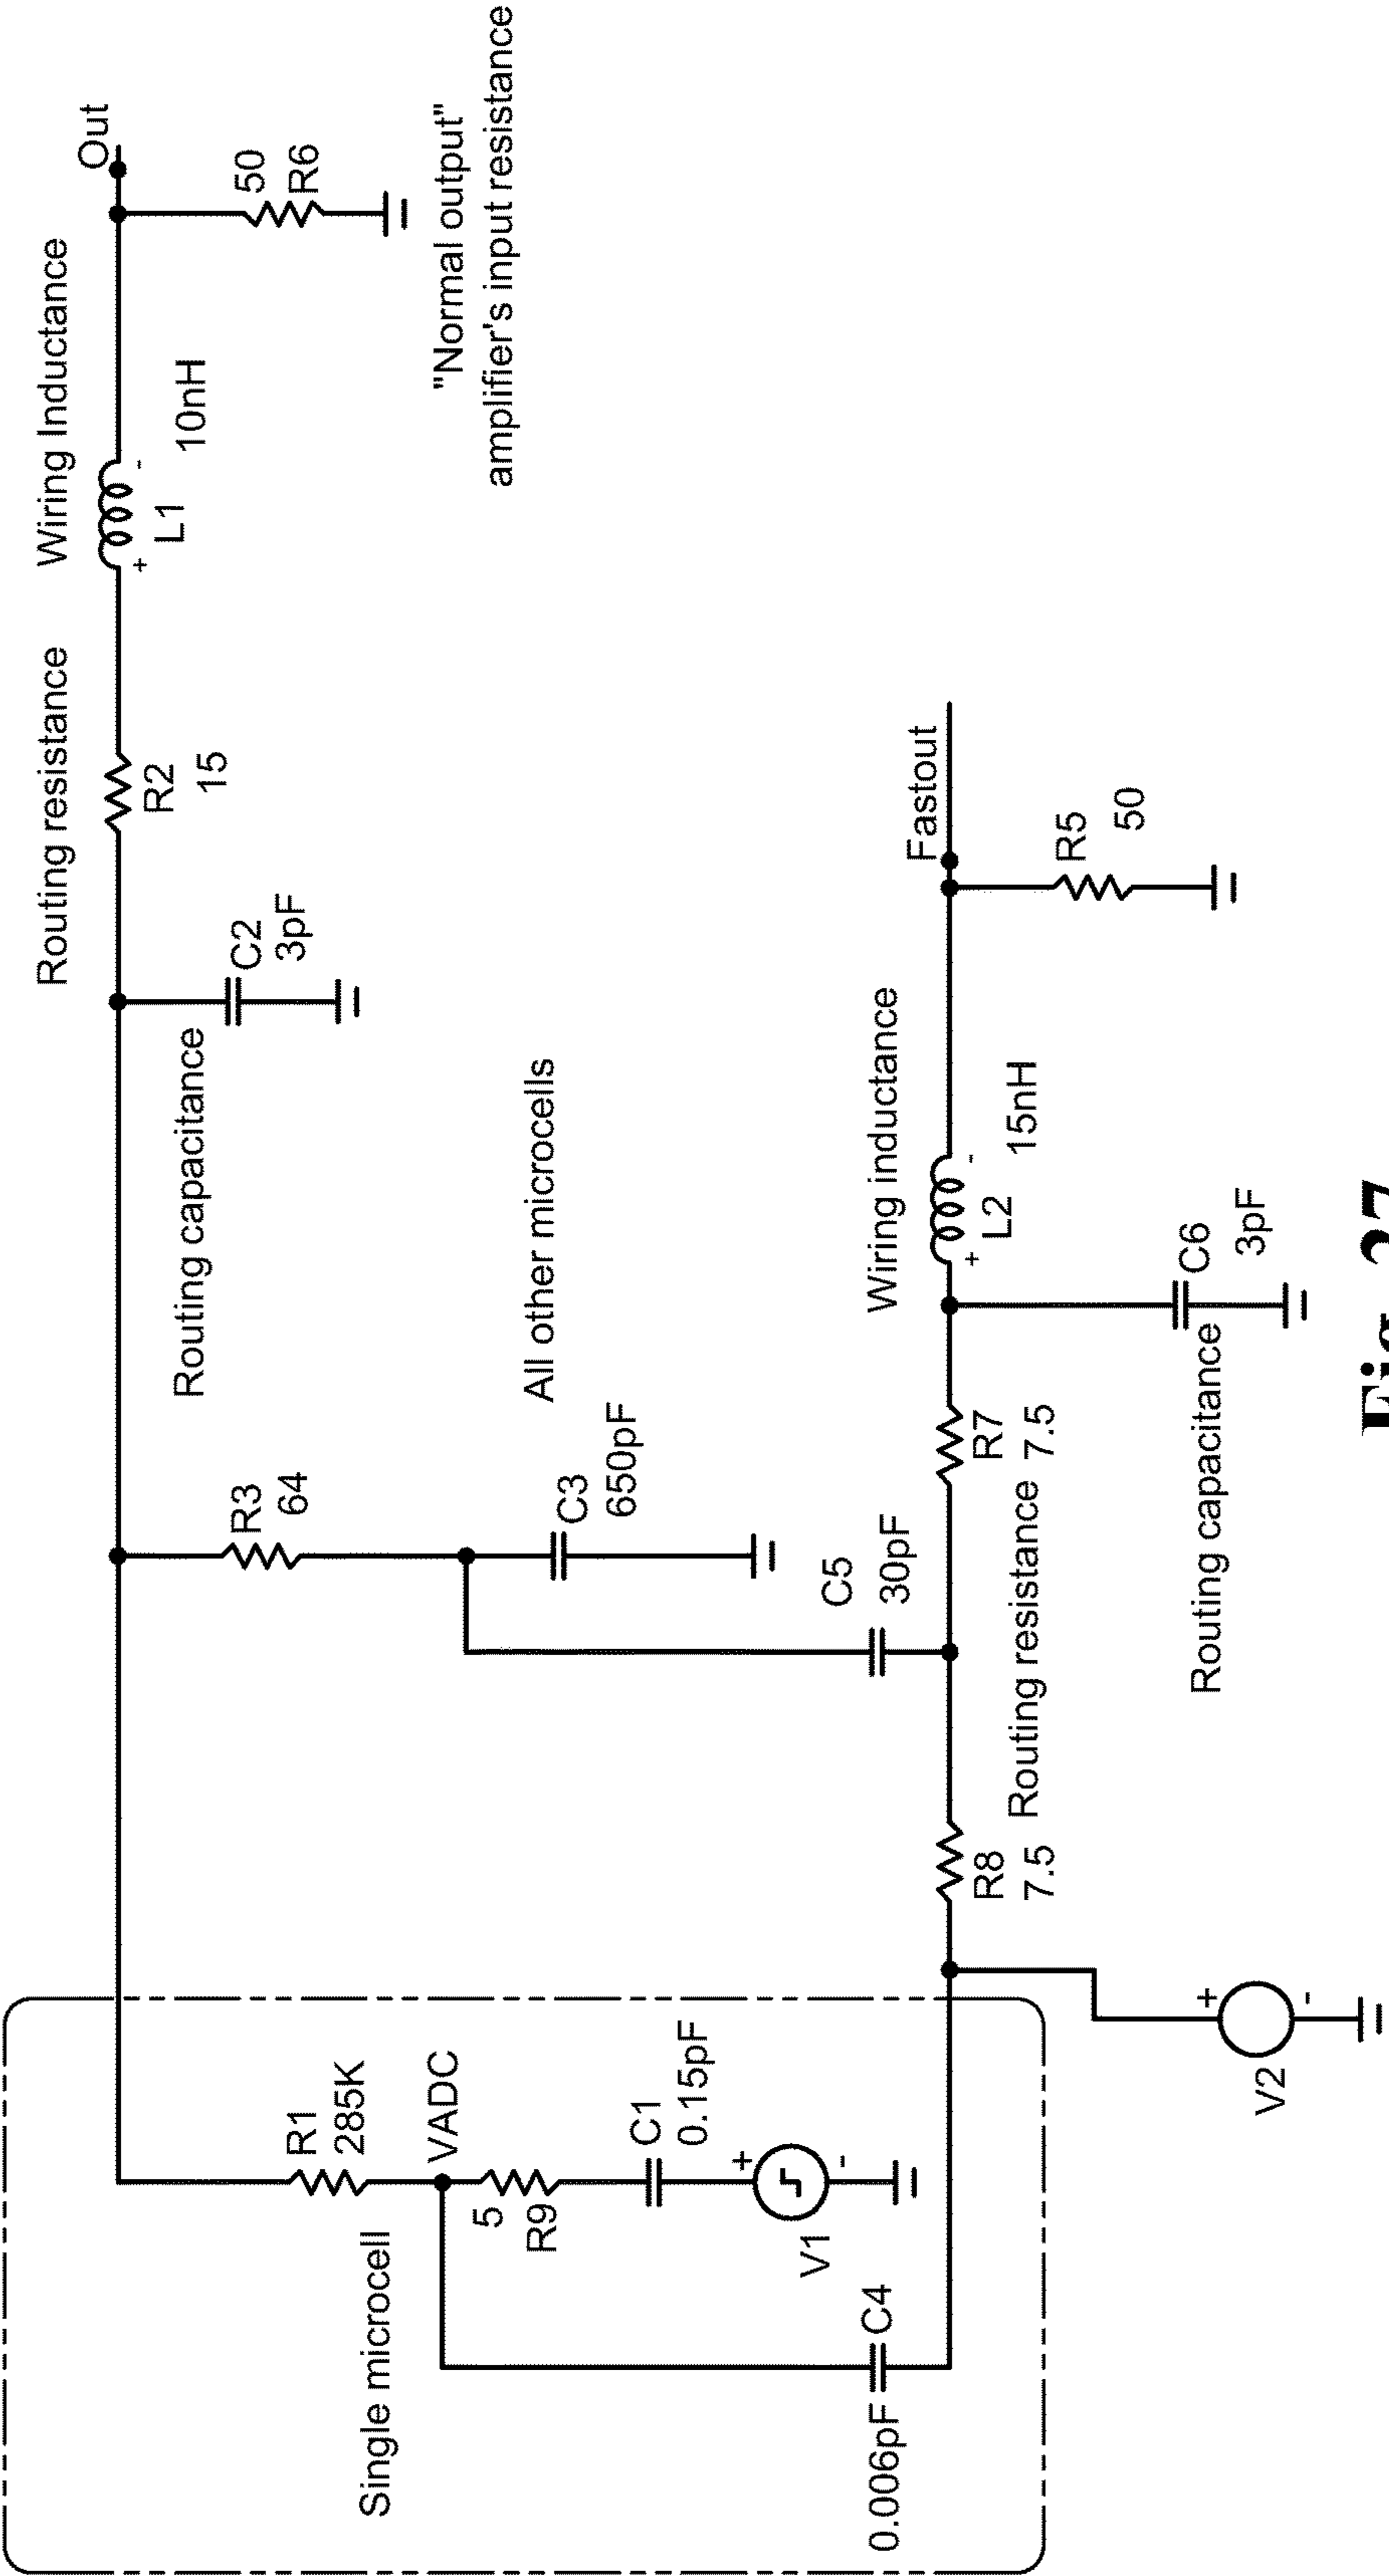 Wiring Inductance
Out
Routing resistance
L1
10nH
+
-
50
R6
"Normal output"
amplifier's input resistance
R2
15
C2
3pF
Routing capacitance
R3
64
All other microcells
C3
650pF
C5
30pF
Single microcell
R1
285K
VADC
5
R9
C1
0.15pF
+
-
V1
C4
0.006pF
R8
7.5
Routing resistance
R7
7.5
Wiring inductance
L2
15nH
+
-
Fastout
R5
50
C6
3pF
Routing capacitance
V2
+
-
Fig. 27